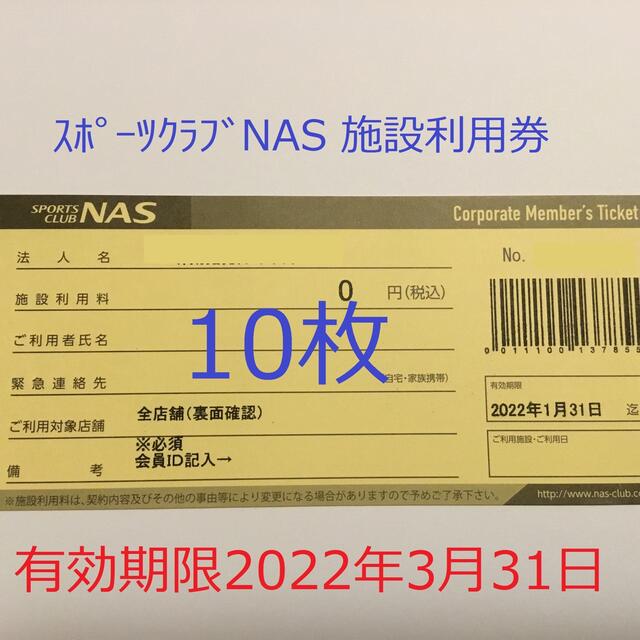 ｽﾎﾟｰﾂｸﾗﾌﾞNAS 施設利用券
SPORTS CLUB NAS
Corporate Member's Ticket
法人名
No.
施設利用料 0 円(税込)
10枚
ご利用者氏名
0011100 137855
緊急連絡先
自宅・家族携帯)
有効期限
2022年1月31日 迄
ご利用対象店舗 全店舗(裏面確認)
ご利用施設・ご利用日
※必須
備考 会員ID記入→
※施設利用料は、契約内容及びその他の事由等により変更になる場合がありますので予めご了承下さい。
http://www.nas-club.co
有効期限2022年3月31日